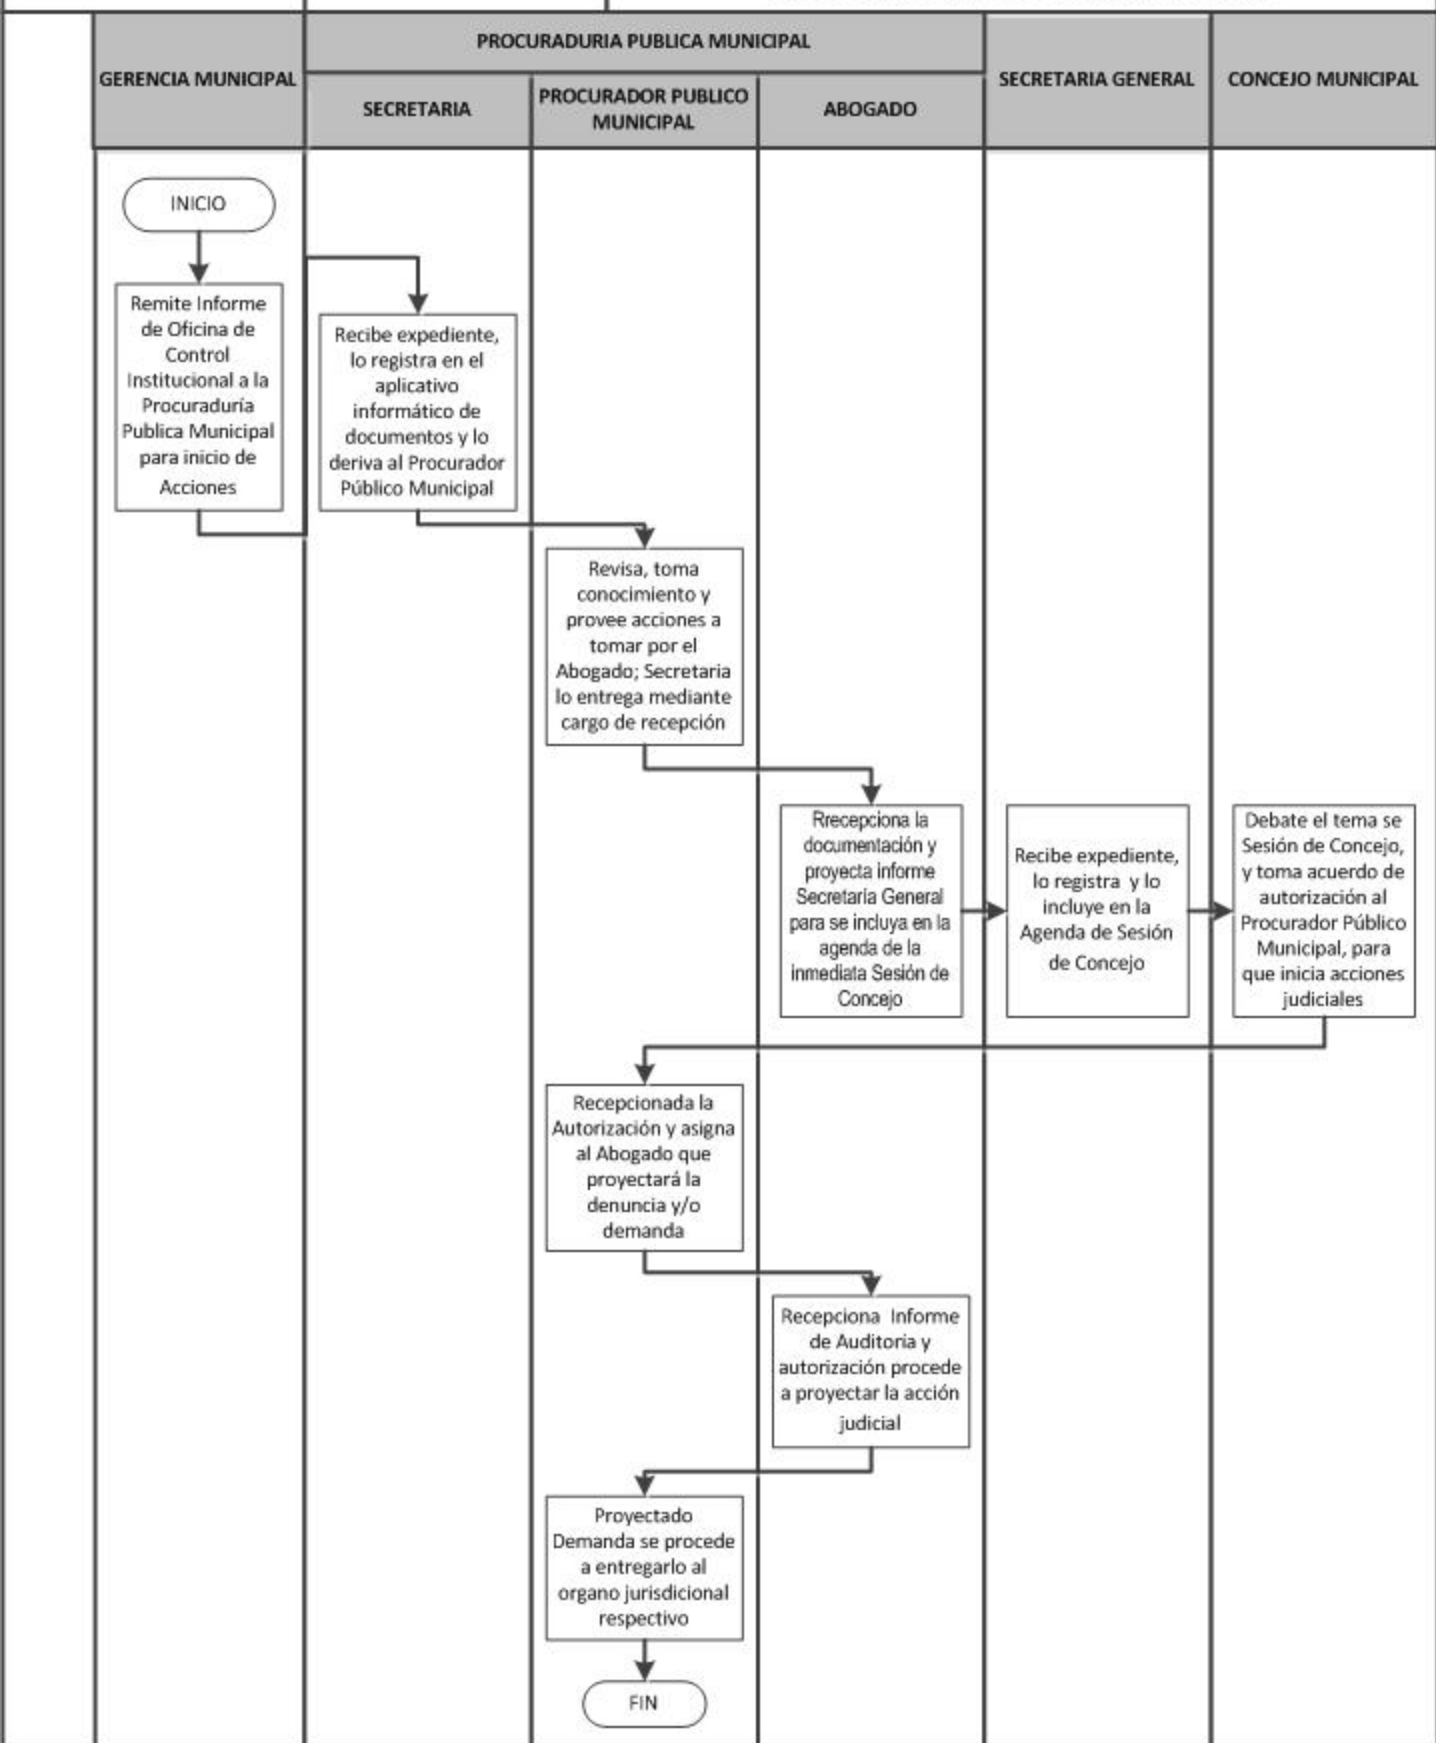 PROCURADURIA PUBLICA MUNICIPAL
GERENCIA MUNICIPAL
SECRETARIA GENERAL
CONCEJO MUNICIPAL
SECRETARIA
PROCURADOR PUBLICO
MUNICIPAL
ABOGADO
INICIO
Remite Informe
de Oficina de
Control
Institucional a la
Procuraduría
Publica Municipal
para inicio de
Acciones
Recibe expediente,
lo registra en el
aplicativo
informático de
documentos y lo
deriva al Procurador
Público Municipal
Revisa, toma
conocimiento y
provee acciones a
tomar por el
Abogado; Secretaria
lo entrega mediante
cargo de recepción
Rrecepciona la
documentación y
proyecta informe
Secretaría General
para se incluya en la
agenda de la
inmediata Sesión de
Concejo
Recibe expediente,
lo registra y lo
incluye en la
Agenda de Sesión
de Concejo
Debate el tema se
Sesión de Concejo,
y toma acuerdo de
autorización al
Procurador Público
Municipal, para
que inicia acciones
judiciales
Recepcionada la
Autorización y asigna
al Abogado que
proyectará la
denuncia y/o
demanda
Recepciona Informe
de Auditoria y
autorización procede
a proyectar la acción
judicial
Proyectado
Demanda se procede
a entregarlo al
organo jurisdicional
respectivo
FIN